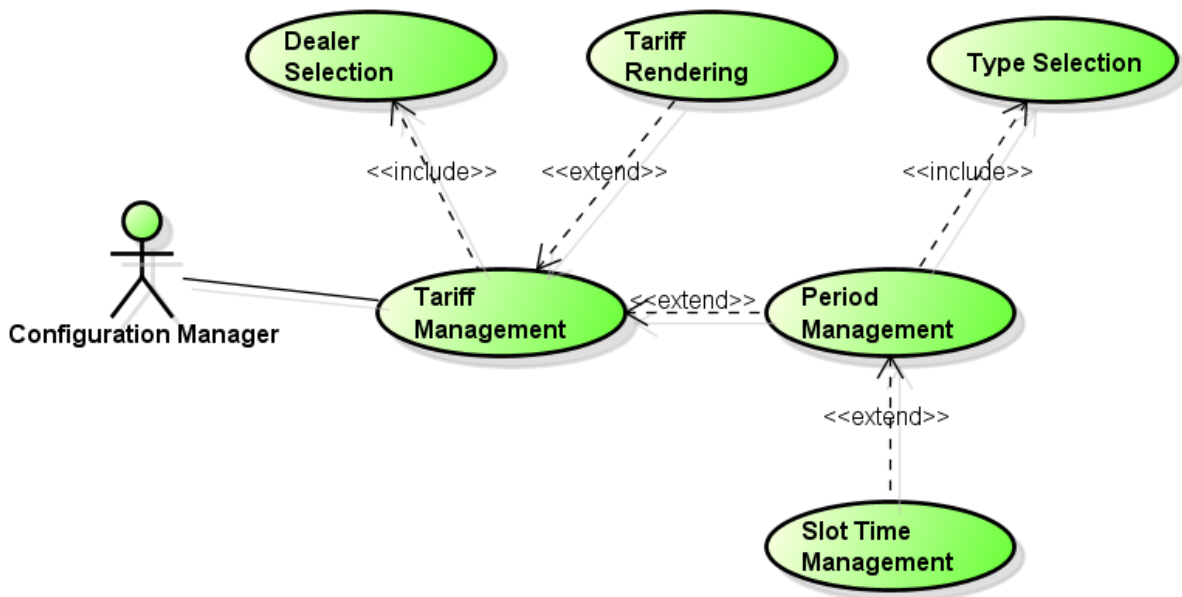 Dealer
Selection
Tariff
Rendering
Type Selection
<<include>>
<<extend>>
<<include>>
Configuration Manager
Tariff
Management
<<extend>>
Period
Management
<<extend>>
Slot Time
Management